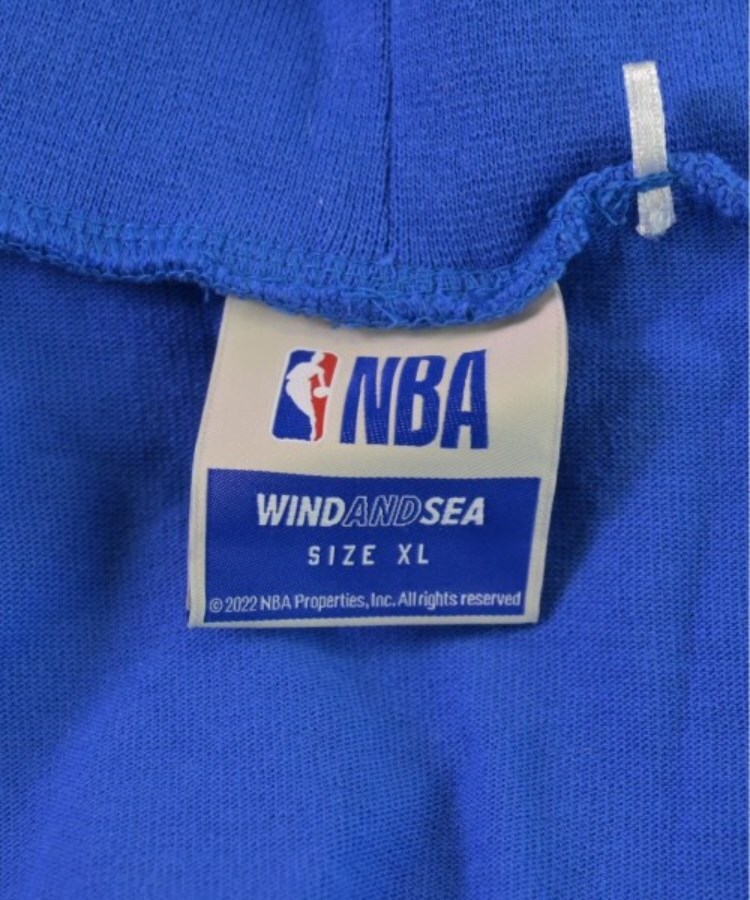 NBA
WINDANDSEA
SIZE XL
© 2022 NBA Properties, Inc. All rights reserved